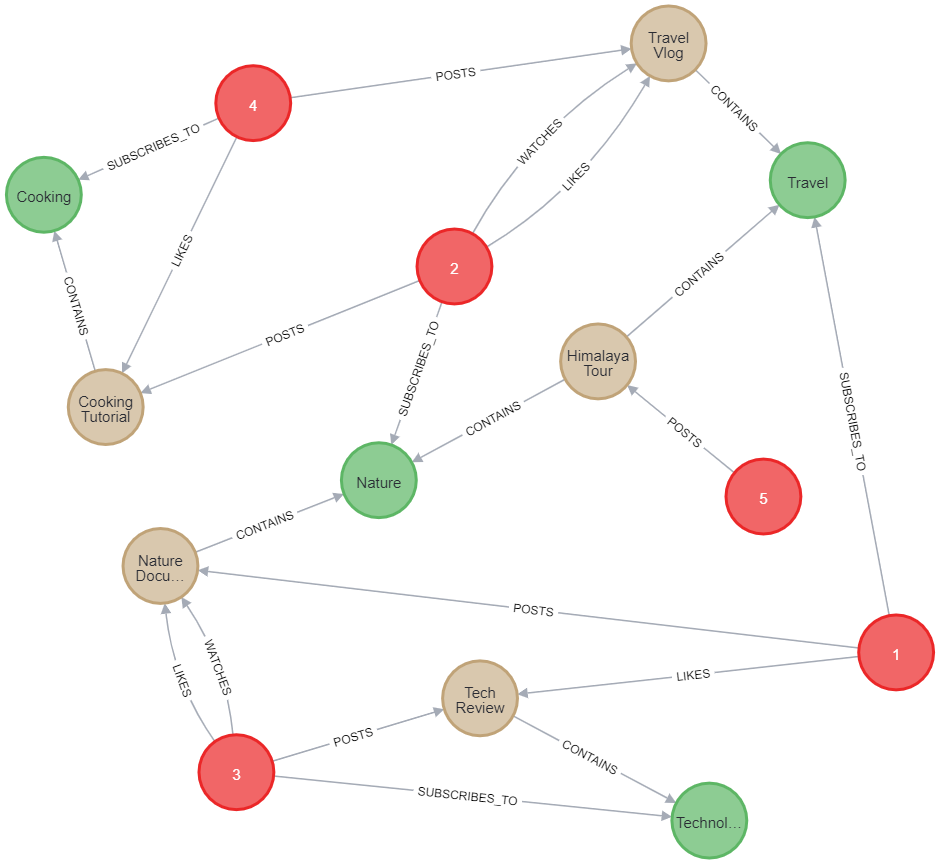 Travel
Vlog
POSTS
4
CONTAINS
SUBSCRIBES_TO
WATCHES
LIKES
Travel
Cooking
LIKES
2
CONTAINS
CONTAINS
POSTS
SUBSCRIBES_TO
Himalaya
Tour
Cooking
Tutorial
CONTAINS
POSTS
SUBSCRIBES_TO
Nature
5
CONTAINS
Nature
Docu...
POSTS
1
LIKES
WATCHES
LIKES
Tech
Review
POSTS
CONTAINS
3
SUBSCRIBES_TO
Technol...